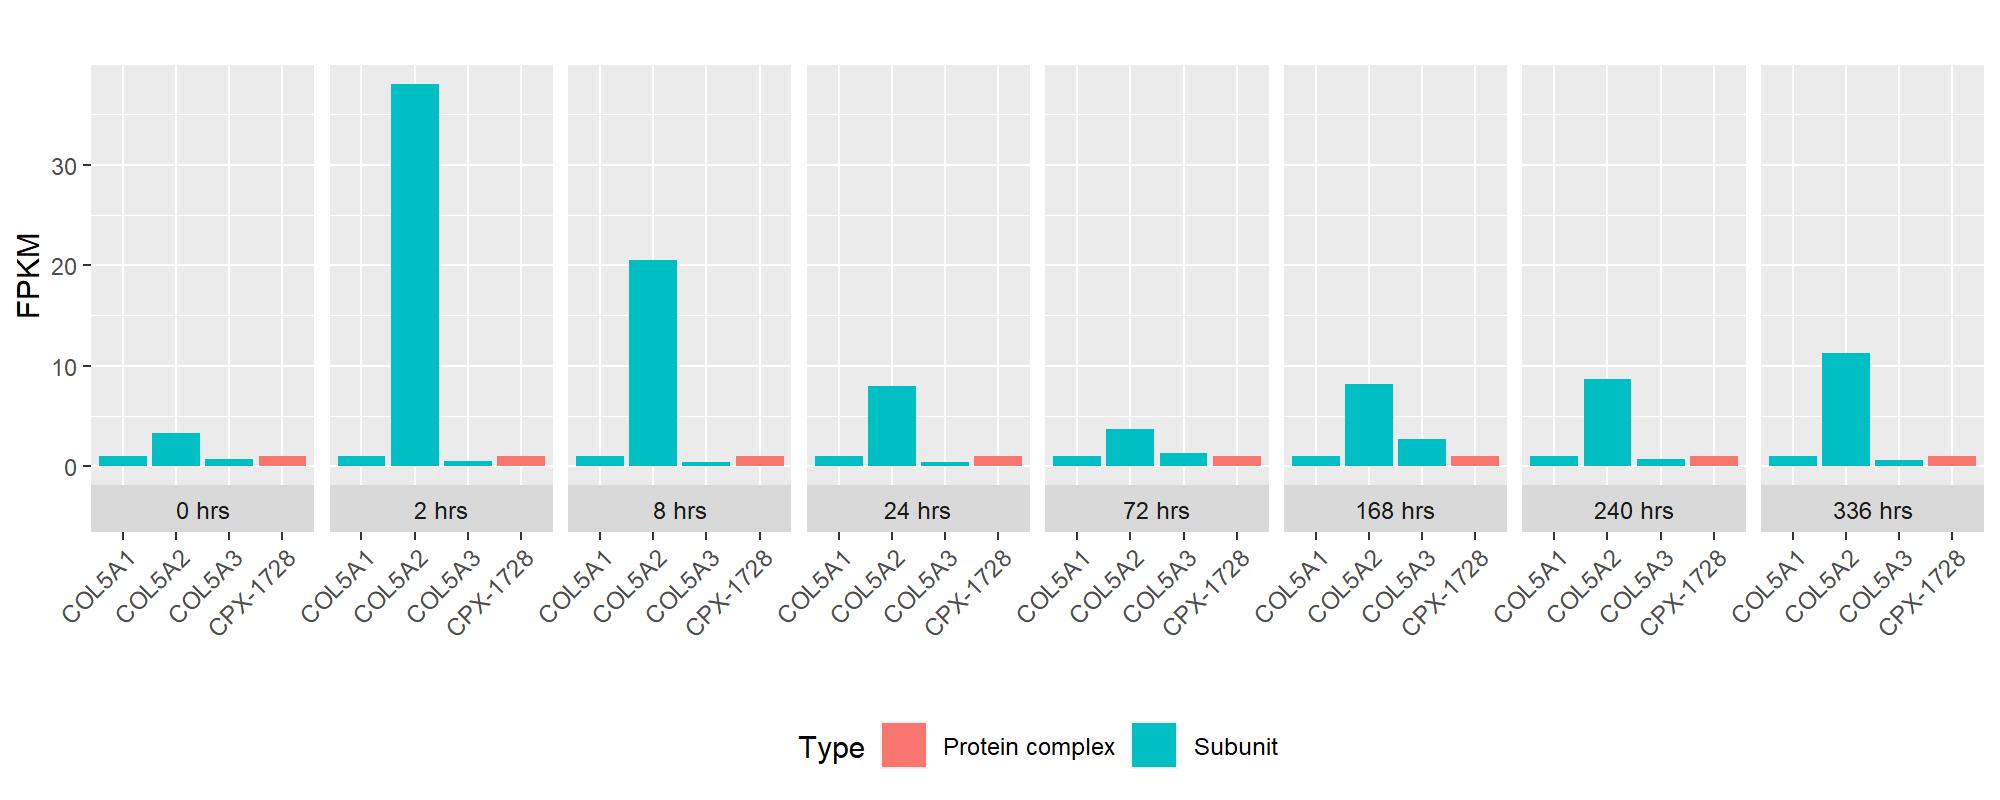 FPKM
30
20
10
0
0 hrs 2 hrs 8 hrs 24 hrs 72 hrs 168 hrs 240 hrs 336 hrs
COL5A1 COL5A2 COL5A3 CPX-1728 COL5A1 COL5A2 COL5A3 CPX-1728 COL5A1 COL5A2 COL5A3 CPX-1728 COL5A1 COL5A2 COL5A3 CPX-1728 COL5A1 COL5A2 COL5A3 CPX-1728 COL5A1 COL5A2 COL5A3 CPX-1728 COL5A1 COL5A2 COL5A3 CPX-1728 COL5A1 COL5A2 COL5A3 CPX-1728
Type Protein complex Subunit